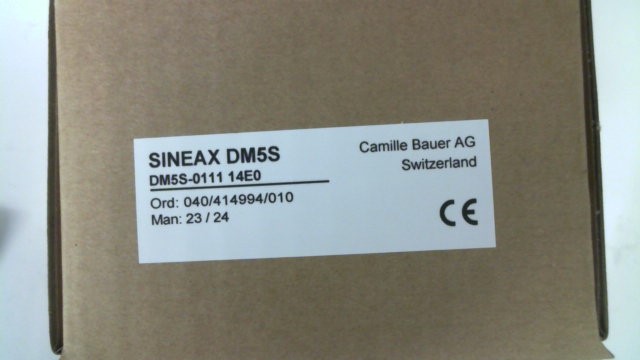 SINEAX DM5S
DM5S-0111 14E0
Ord: 040/414994/010
Man: 23 / 24
Camille Bauer AG
Switzerland
CE